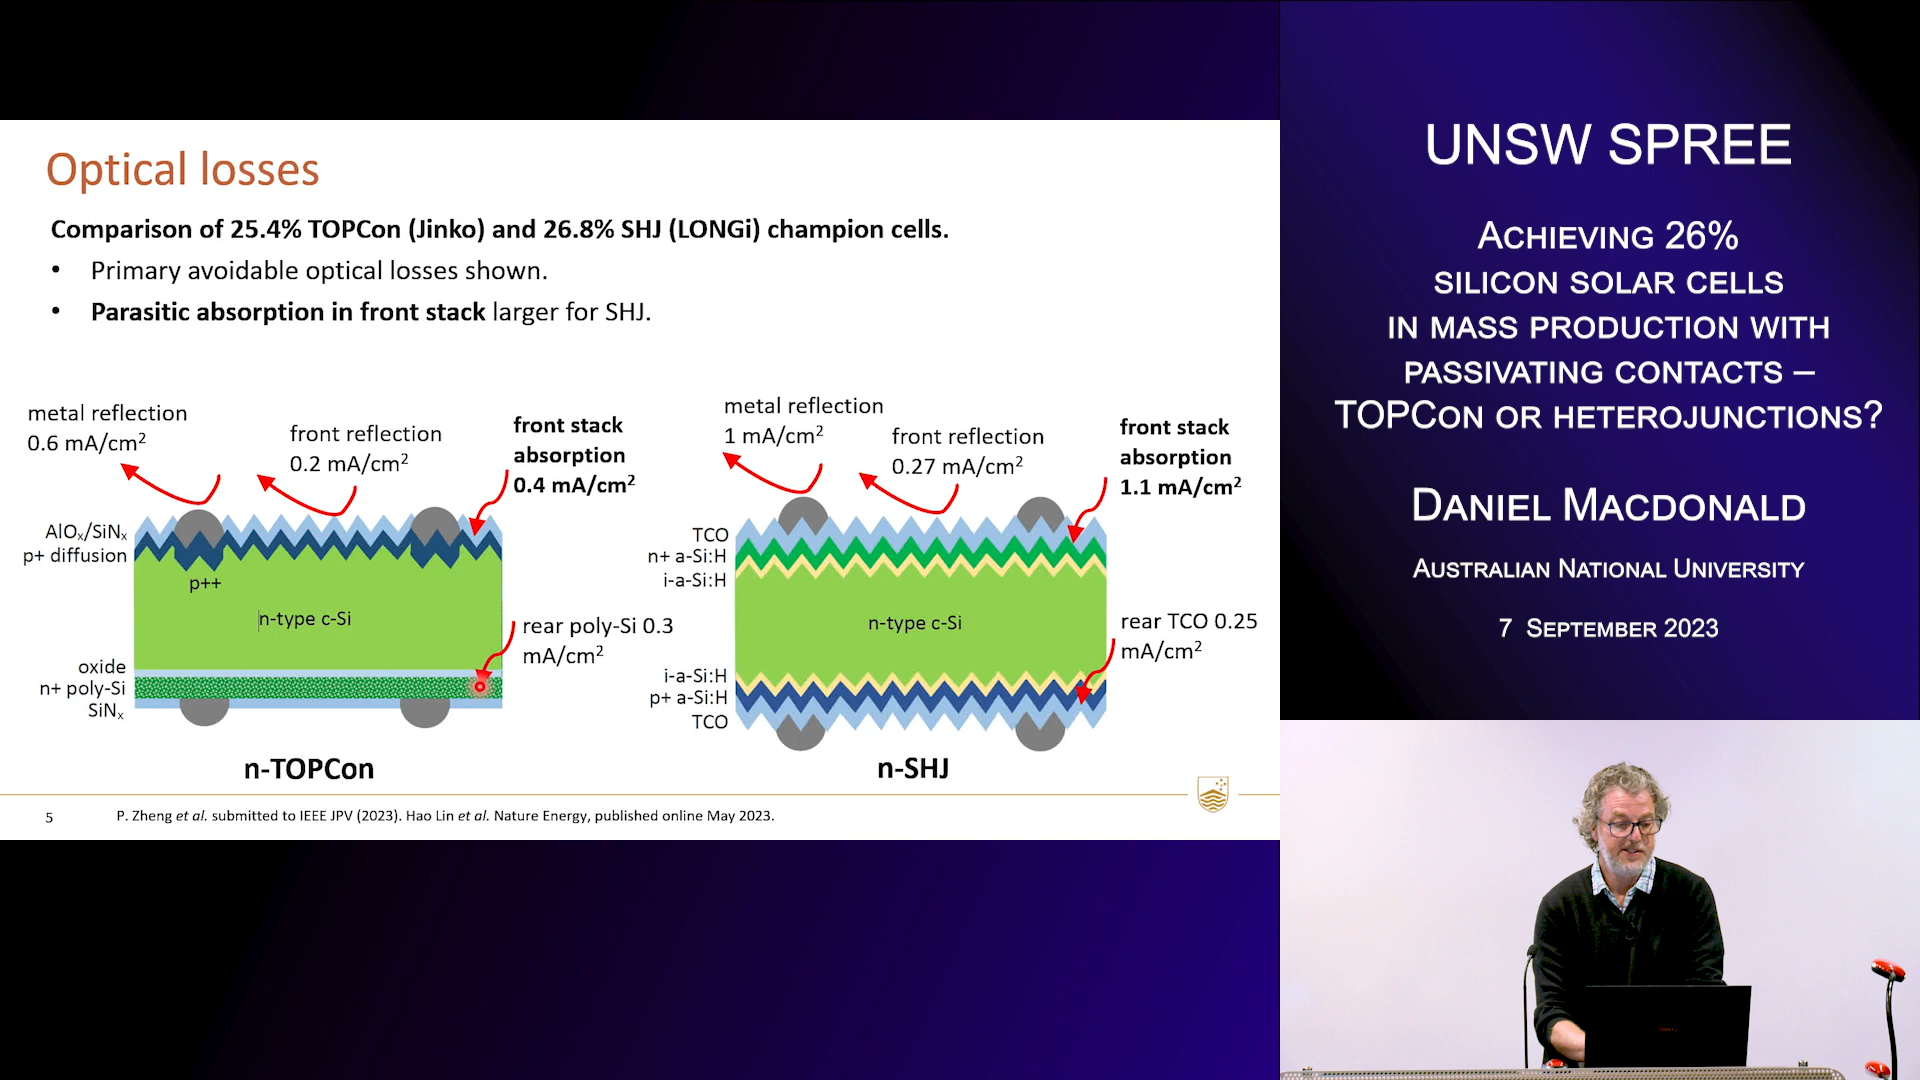 Optical losses
Comparison of 25.4% TOPCon (Jinko) and 26.8% SHJ (LONGi) champion cells.
• Primary avoidable optical losses shown.
• Parasitic absorption in front stack larger for SHJ.
metal reflection
0.6 mA/cm²
front reflection
0.2 mA/cm²
front stack
absorption
0.4 mA/cm²
AlOₓ/SiNₓ
p+ diffusion
p++
n-type c-Si
rear poly-Si 0.3
mA/cm²
oxide
n+ poly-Si
SiNₓ
n-TOPCon
metal reflection
1 mA/cm²
front reflection
0.27 mA/cm²
front stack
absorption
1.1 mA/cm²
TCO
n+ a-Si:H
i-a-Si:H
n-type c-Si
rear TCO 0.25
mA/cm²
i-a-Si:H
p+ a-Si:H
TCO
n-SHJ
5
P. Zheng et al. submitted to IEEE JPV (2023). Hao Lin et al. Nature Energy, published online May 2023.
UNSW SPREE
ACHIEVING 26%
SILICON SOLAR CELLS
IN MASS PRODUCTION WITH
PASSIVATING CONTACTS –
TOPCON OR HETEROJUNCTIONS?
DANIEL MACDONALD
AUSTRALIAN NATIONAL UNIVERSITY
7 SEPTEMBER 2023